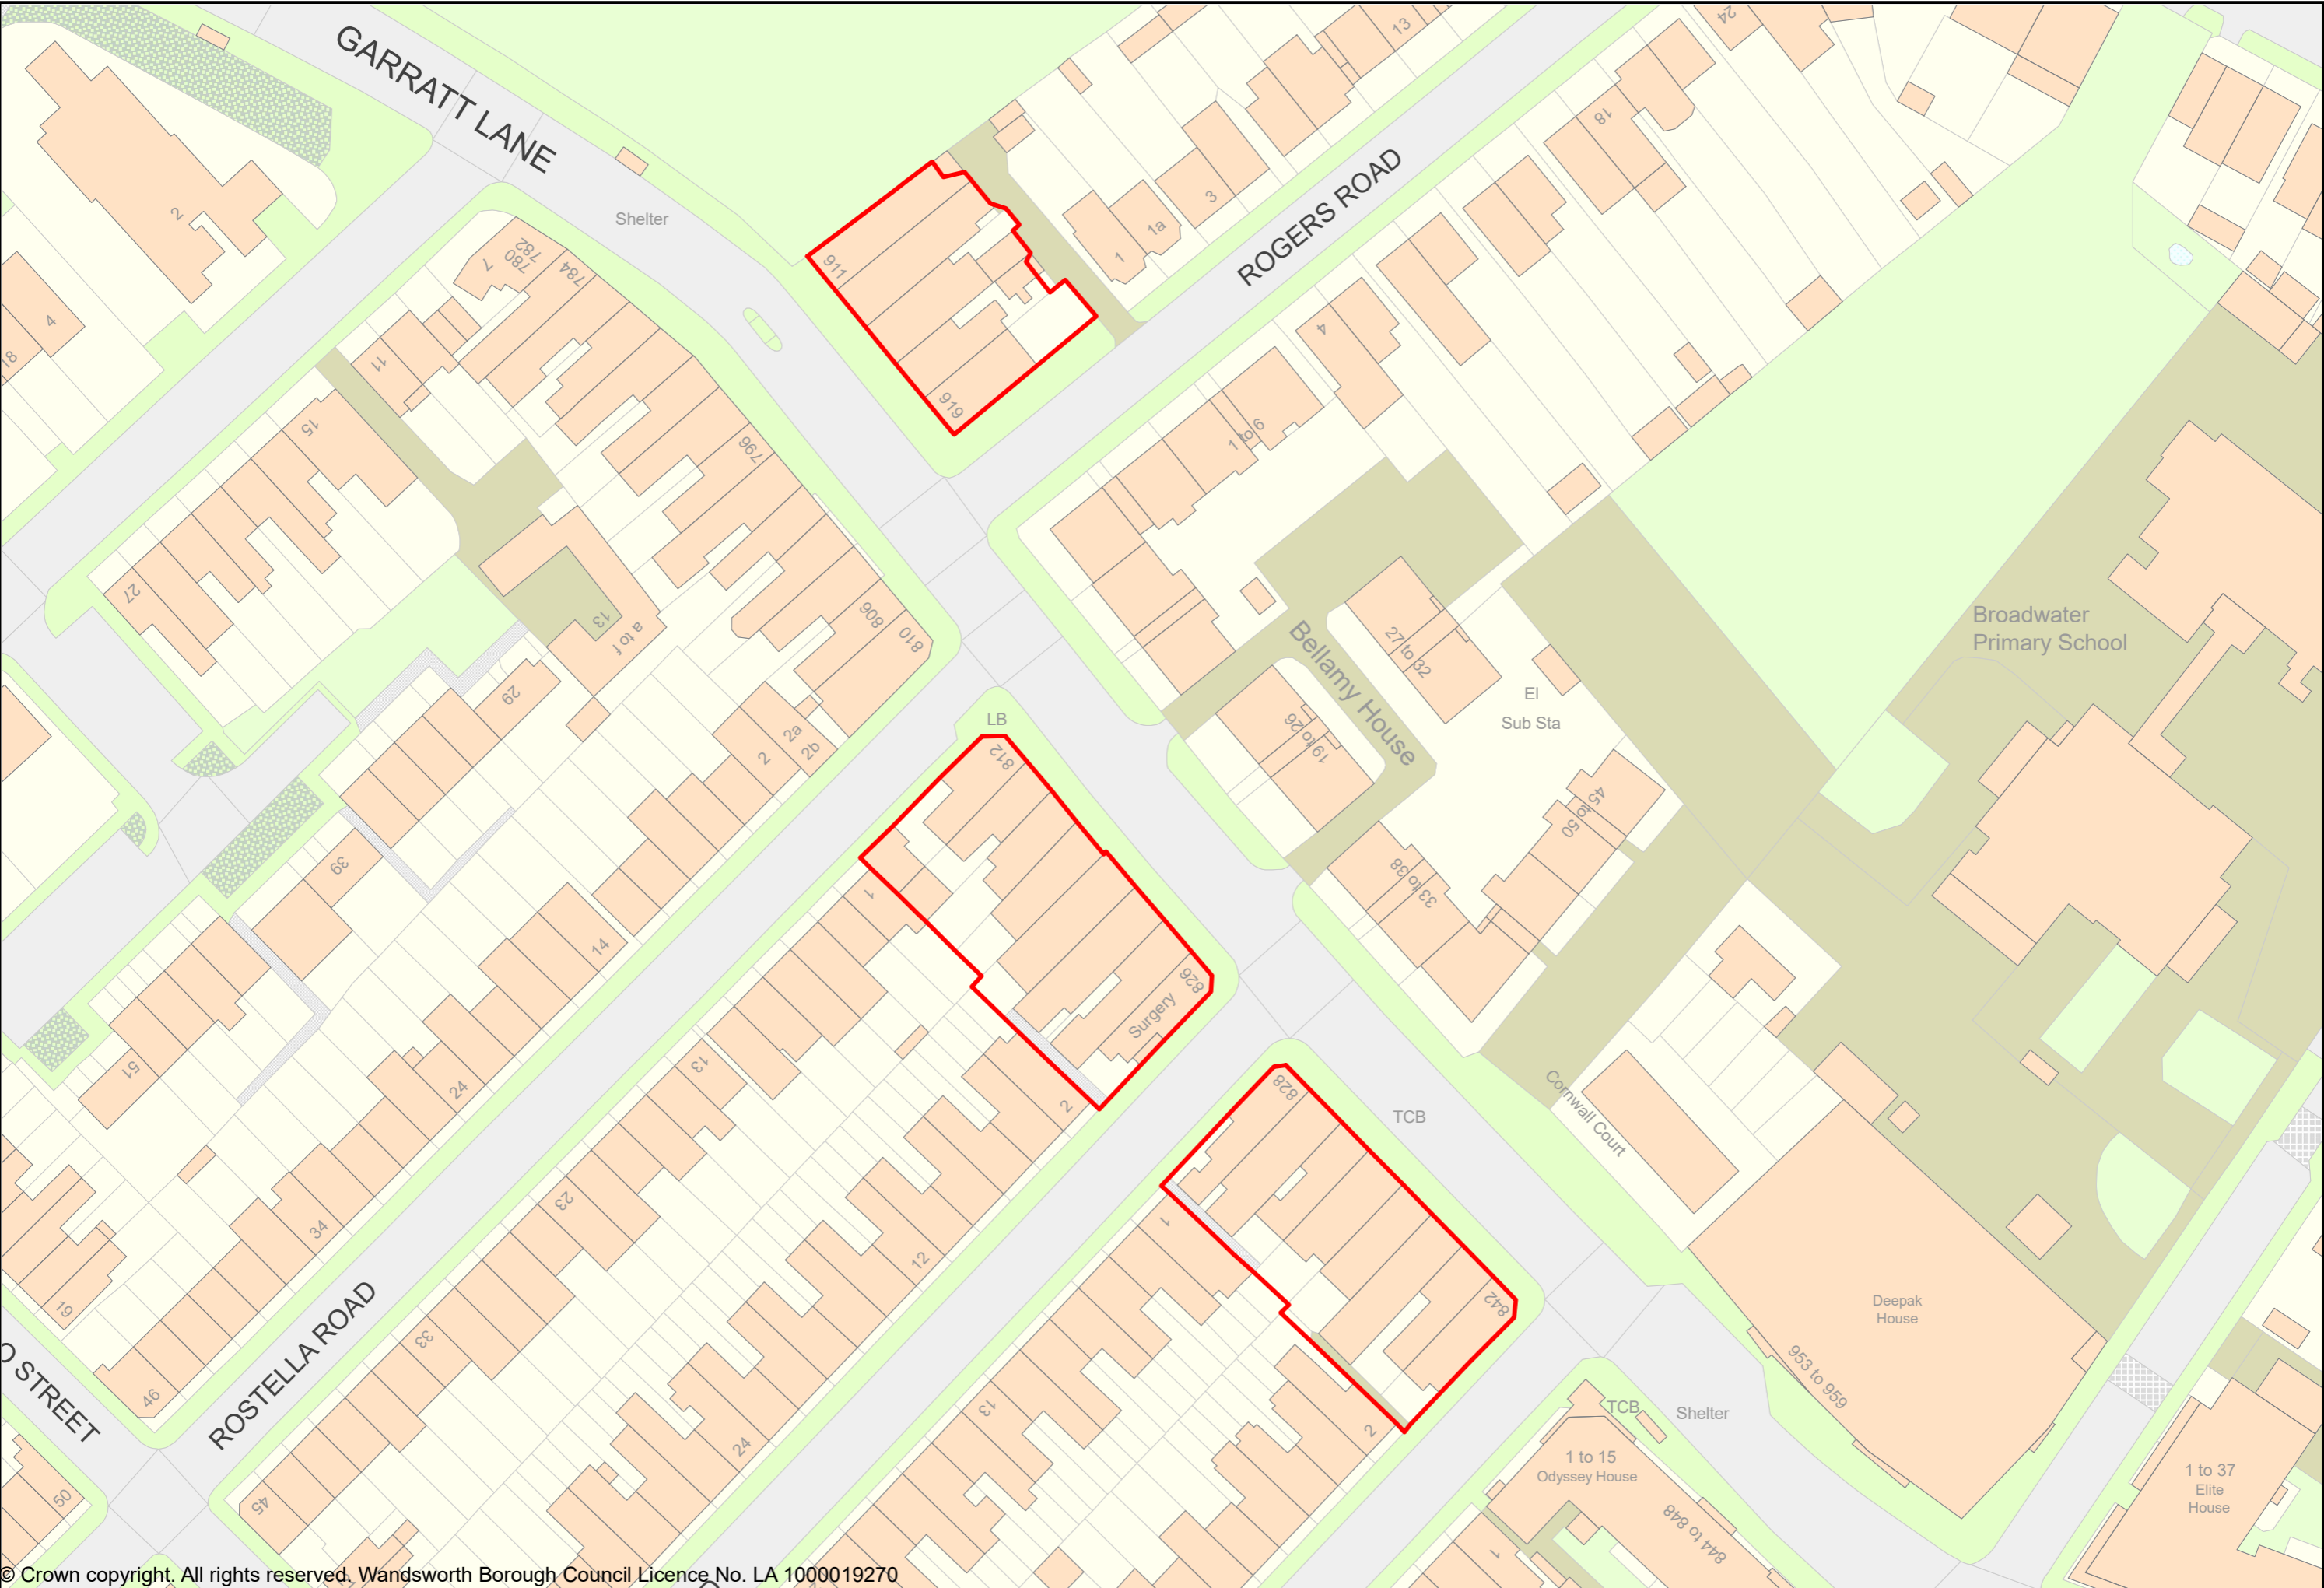 GARRATT LANE
13
24
2
Shelter
3
18
1a
1
ROGERS ROAD
782
780
7
784
911
4
18
11
4
919
15
796
1 to 6
27
806
810
13
a to f
Broadwater
Primary School
27 to 32
Bellamy House
El
Sub Sta
29
LB
19 to 26
2a
2
2b
812
45 to 50
39
1
33 to 38
14
826
Surgery
51
13
24
2
828
TCB
Cornwall Court
23
34
1
12
19
842
Deepak
House
33
953 to 959
O STREET
ROSTELLA ROAD
46
13
2
TCB
Shelter
24
1 to 15
Odyssey House
1 to 37
Elite
House
50
45
844 to 848
1
© Crown copyright. All rights reserved. Wandsworth Borough Council Licence No. LA 1000019270